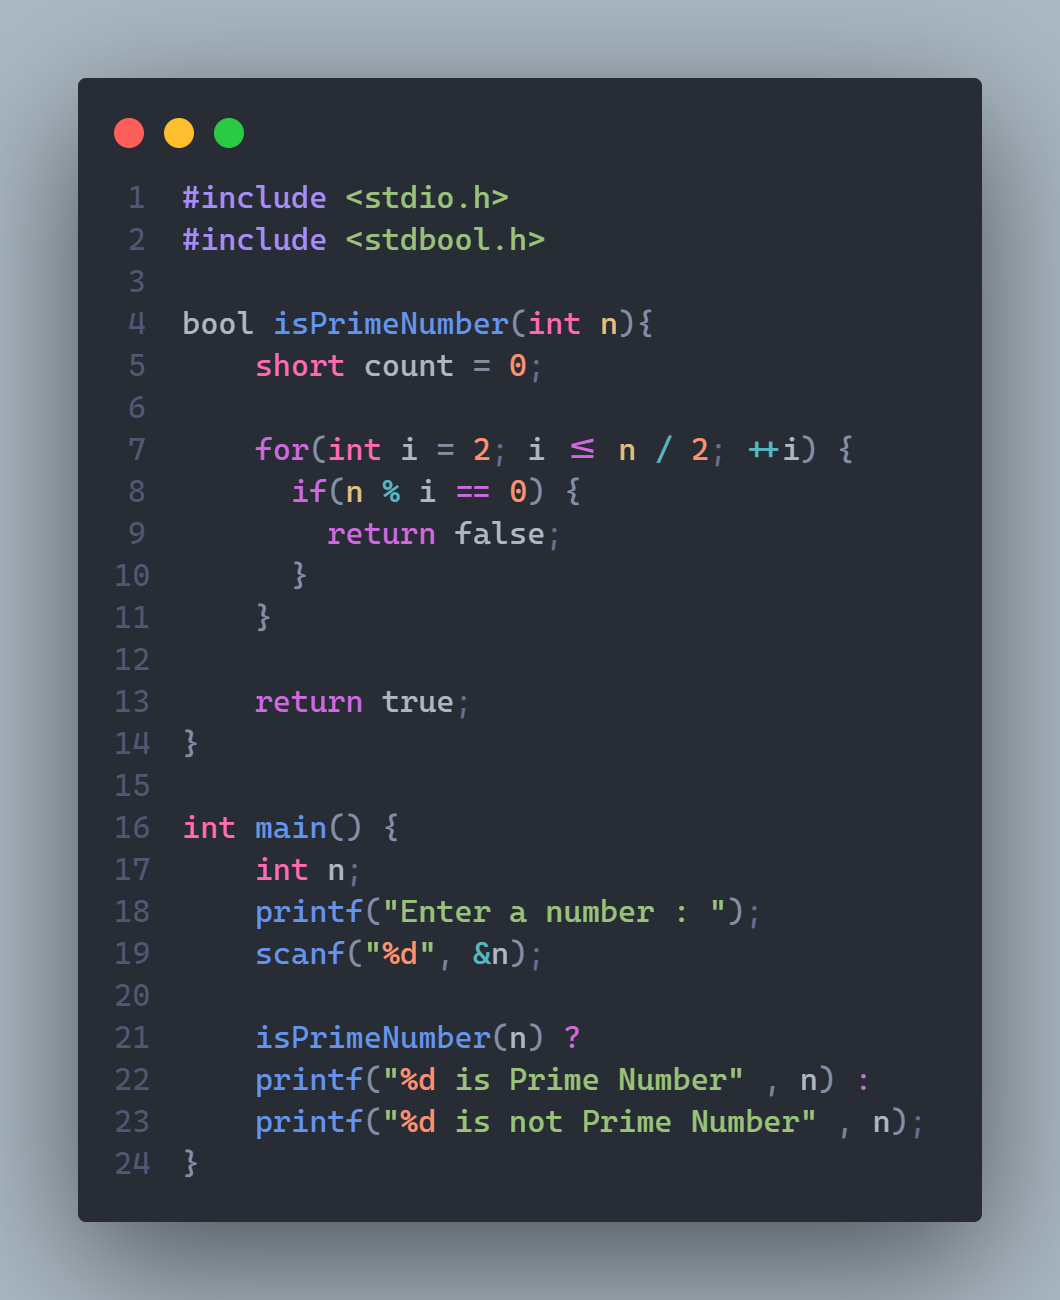 1 #include <stdio.h>
2 #include <stdbool.h>
3
4 bool isPrimeNumber(int n){
5     short count = 0;
6
7     for(int i = 2; i <= n / 2; ++i) {
8       if(n % i == 0) {
9         return false;
10       }
11     }
12
13     return true;
14 }
15
16 int main() {
17     int n;
18     printf("Enter a number : ");
19     scanf("%d", &n);
20
21     isPrimeNumber(n) ?
22     printf("%d is Prime Number" , n) :
23     printf("%d is not Prime Number" , n);
24 }